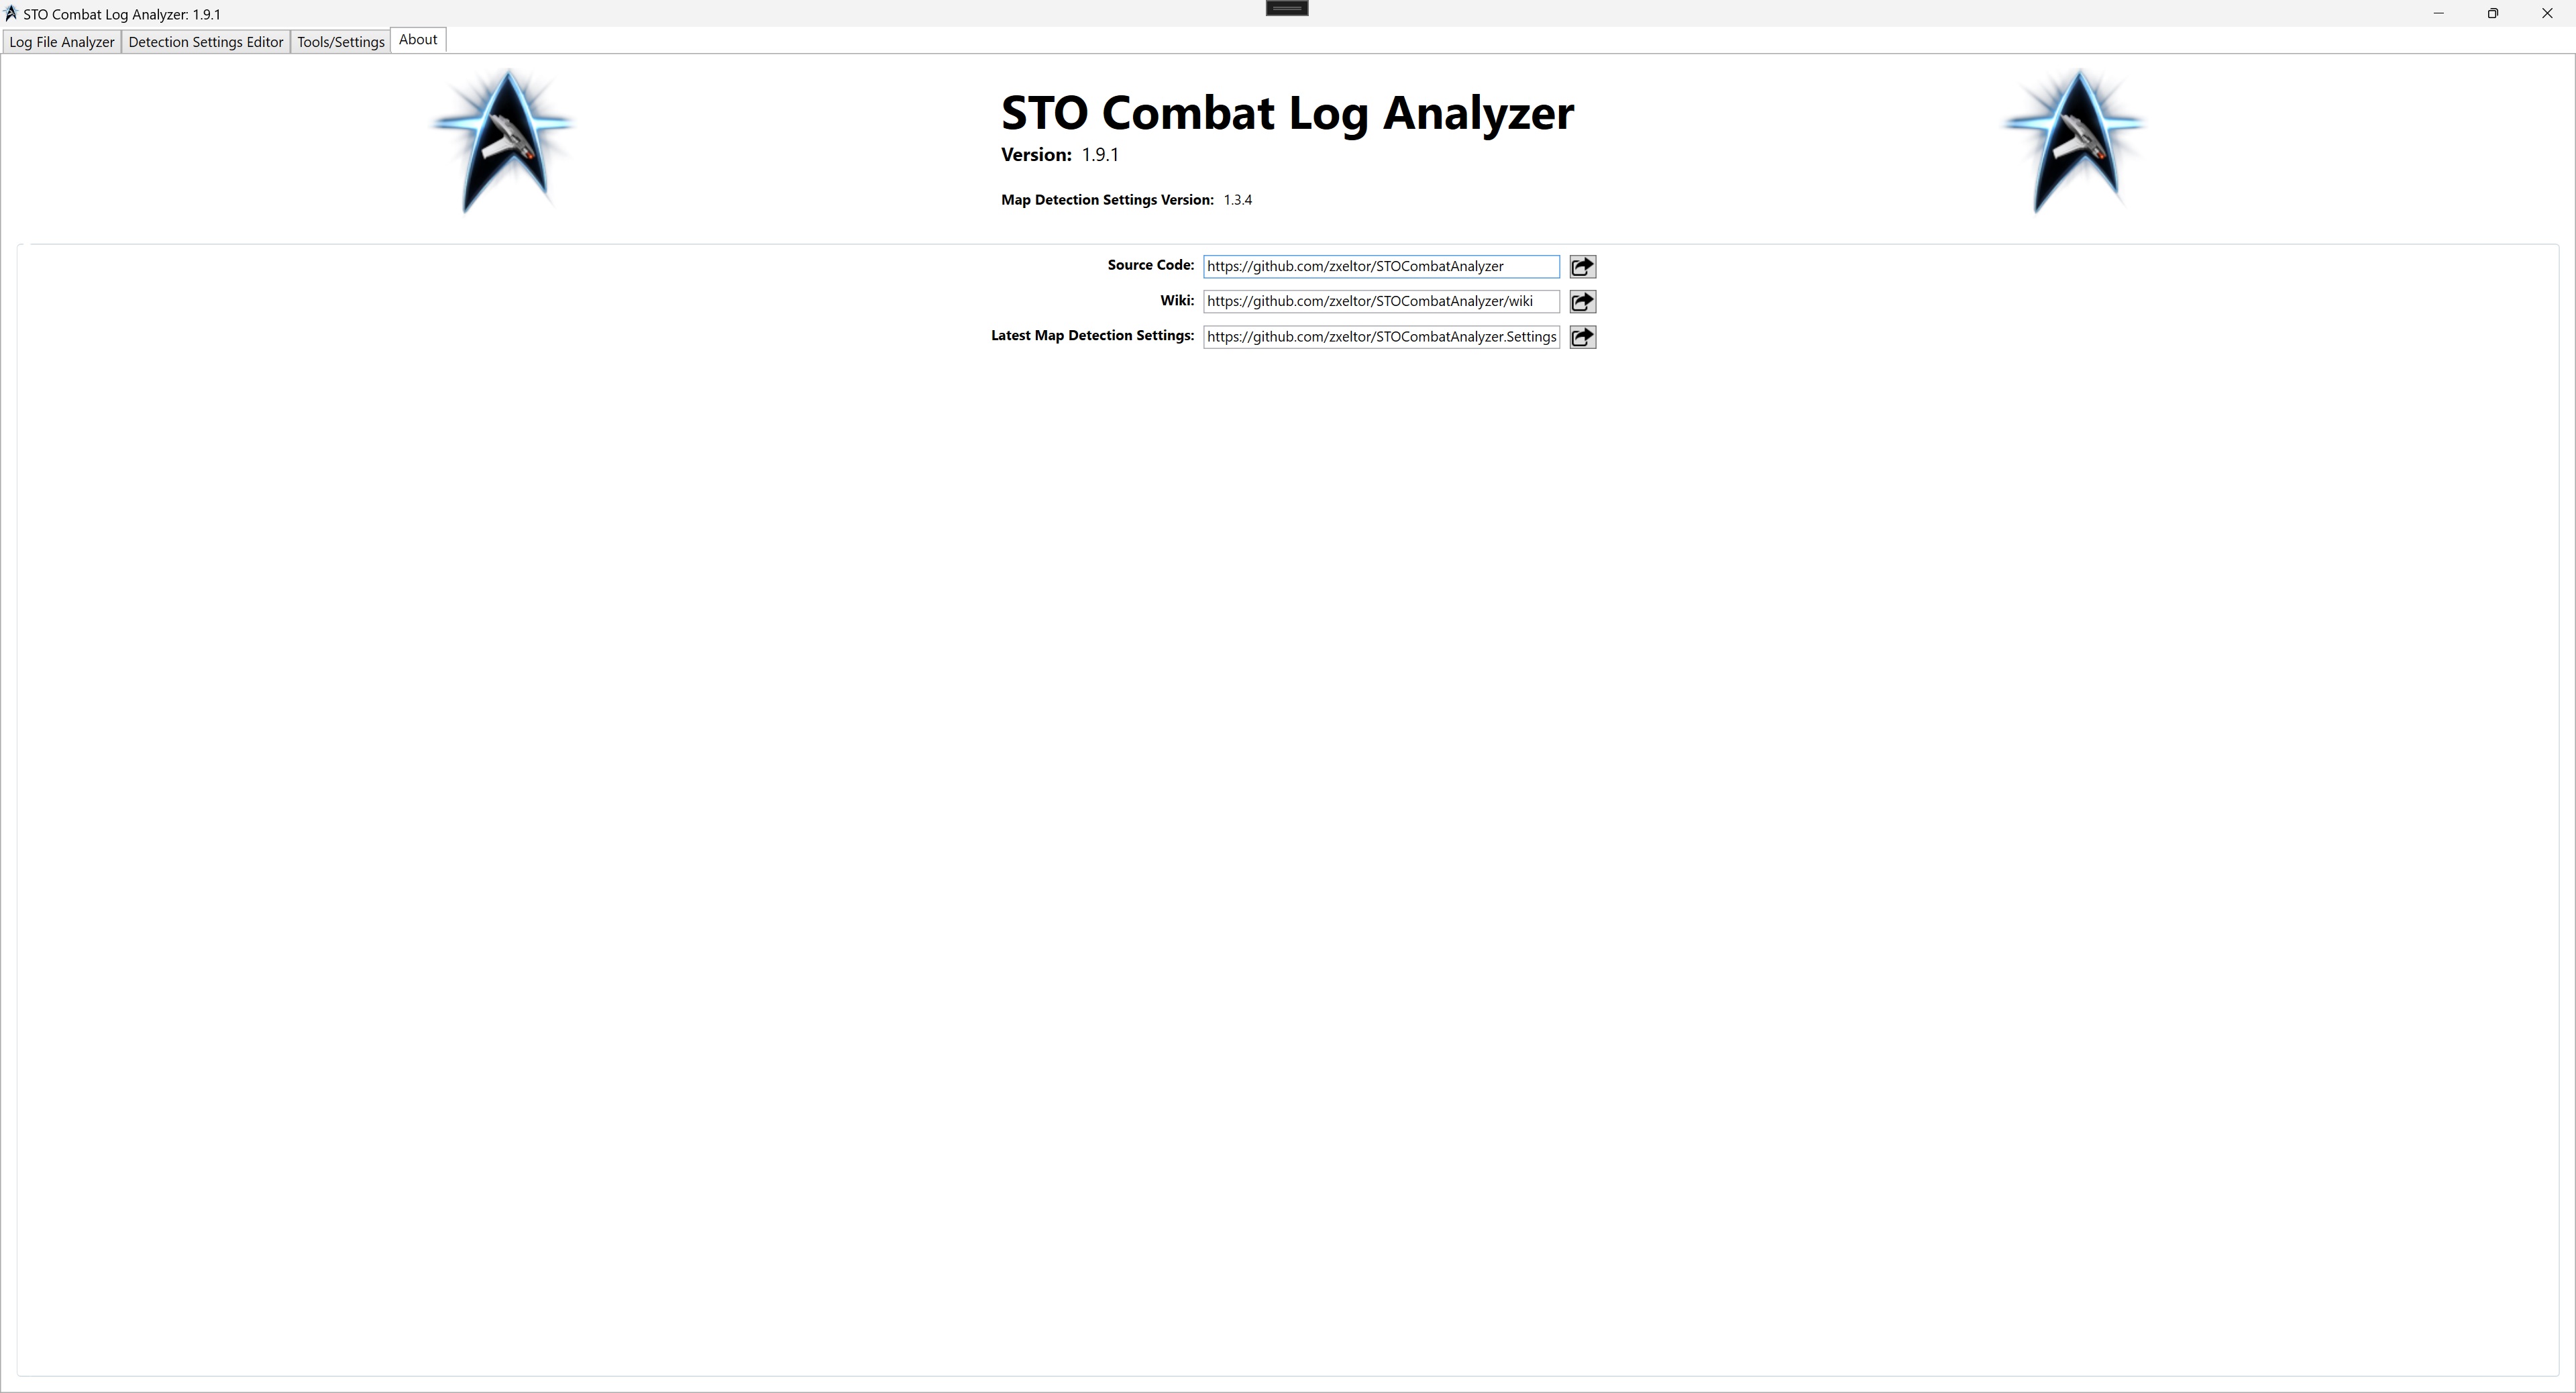 STO Combat Log Analyzer: 1.9.1
Log File Analyzer Detection Settings Editor Tools/Settings About
STO Combat Log Analyzer
Version: 1.9.1
Map Detection Settings Version: 1.3.4
Source Code: https://github.com/zxeltor/STOCombatAnalyzer
Wiki: https://github.com/zxeltor/STOCombatAnalyzer/wiki
Latest Map Detection Settings: https://github.com/zxeltor/STOCombatAnalyzer.Settings